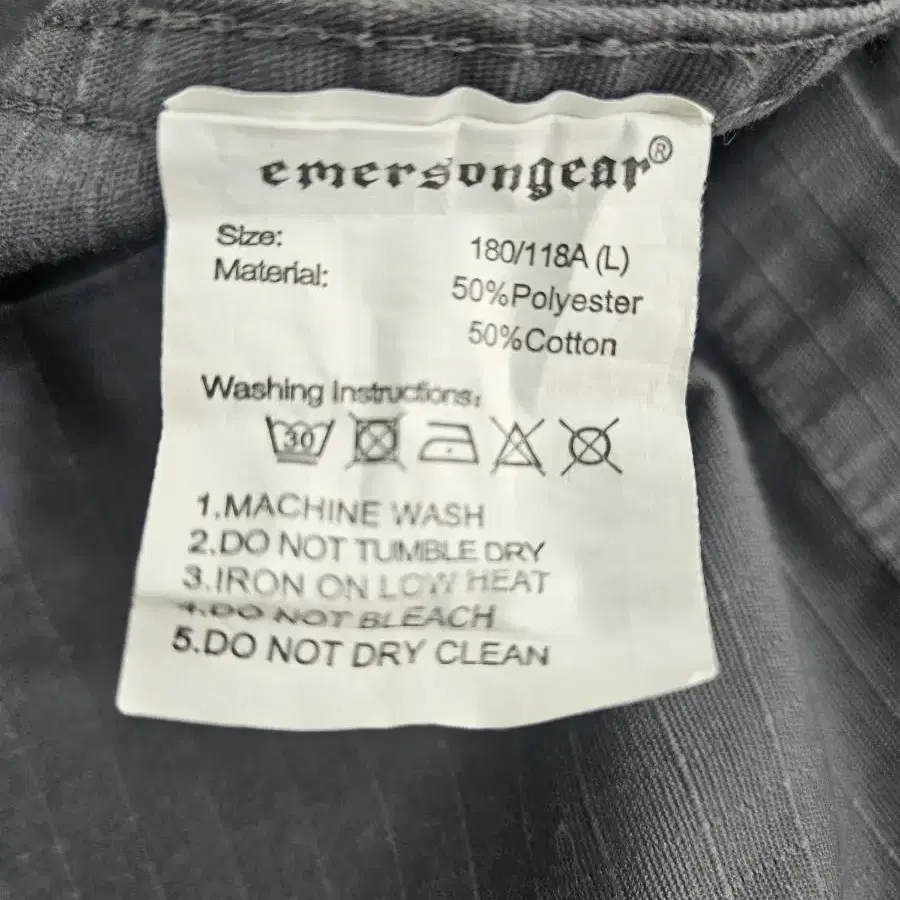 emersongear®
Size: 180/118A (L)
Material: 50%Polyester
50%Cotton
Washing Instructions:
30
1.MACHINE WASH
2.DO NOT TUMBLE DRY
3.IRON ON LOW HEAT
4.DO NOT BLEACH
5.DO NOT DRY CLEAN